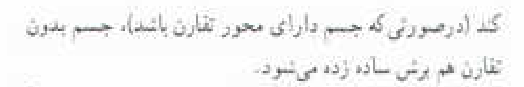 کند (درصورتی‌که جسم دارای محور تقارن باشد)، جسم بدون
تقارن هم برش ساده زده می‌شود.